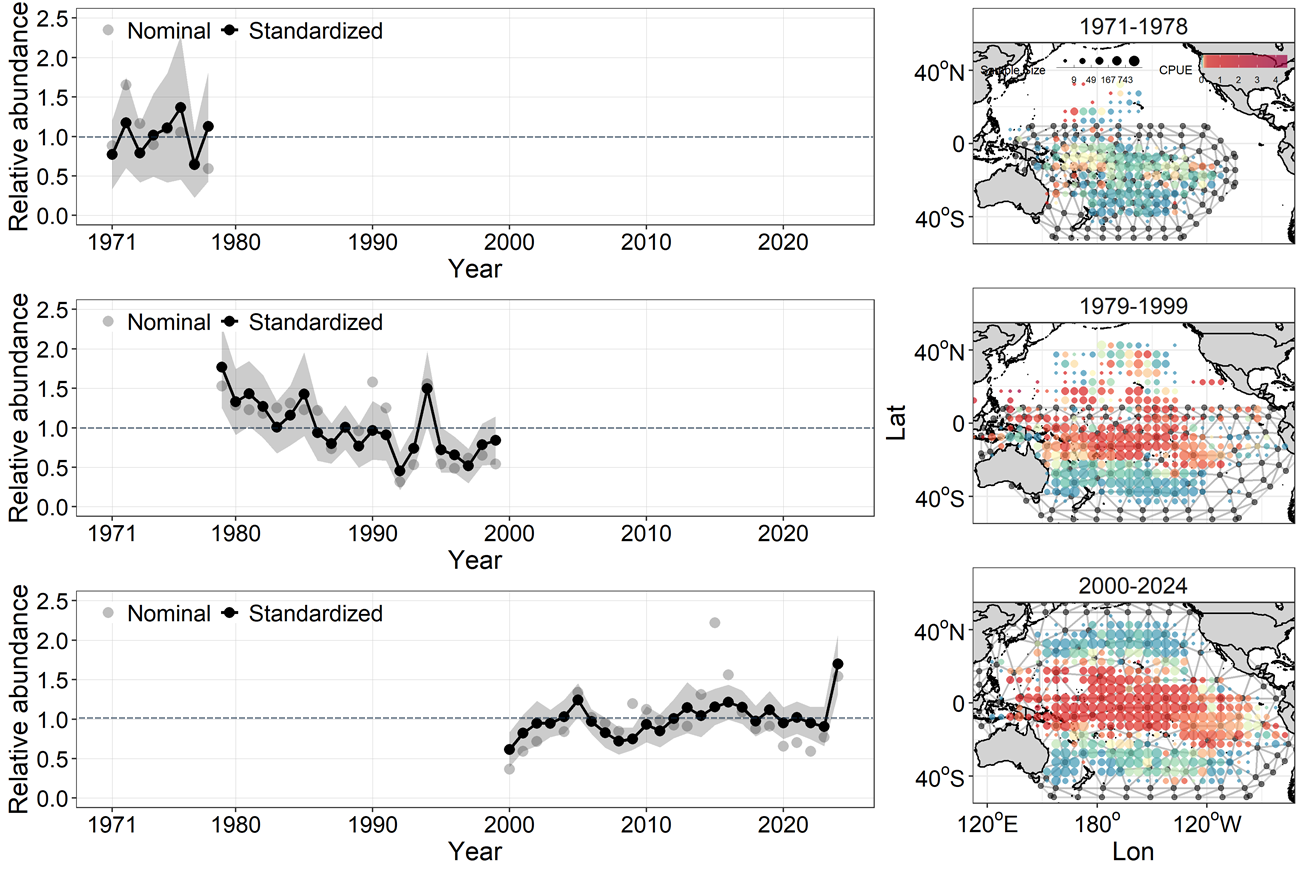 Relative abundance
2.5
2.0
1.5
1.0
0.5
0.0
Nominal Standardized
1971 1980 1990 2000 2010 2020
Year
1971-1978
Sample Size
9 49 167 743
CPUE
0 1 2 3 4
40°N
0
40°S
Relative abundance
2.5
2.0
1.5
1.0
0.5
0.0
Nominal Standardized
1971 1980 1990 2000 2010 2020
Year
1979-1999
Lat
40°N
0
40°S
Relative abundance
2.5
2.0
1.5
1.0
0.5
0.0
Nominal Standardized
1971 1980 1990 2000 2010 2020
Year
2000-2024
40°N
0
40°S
120°E 180° 120°W
Lon